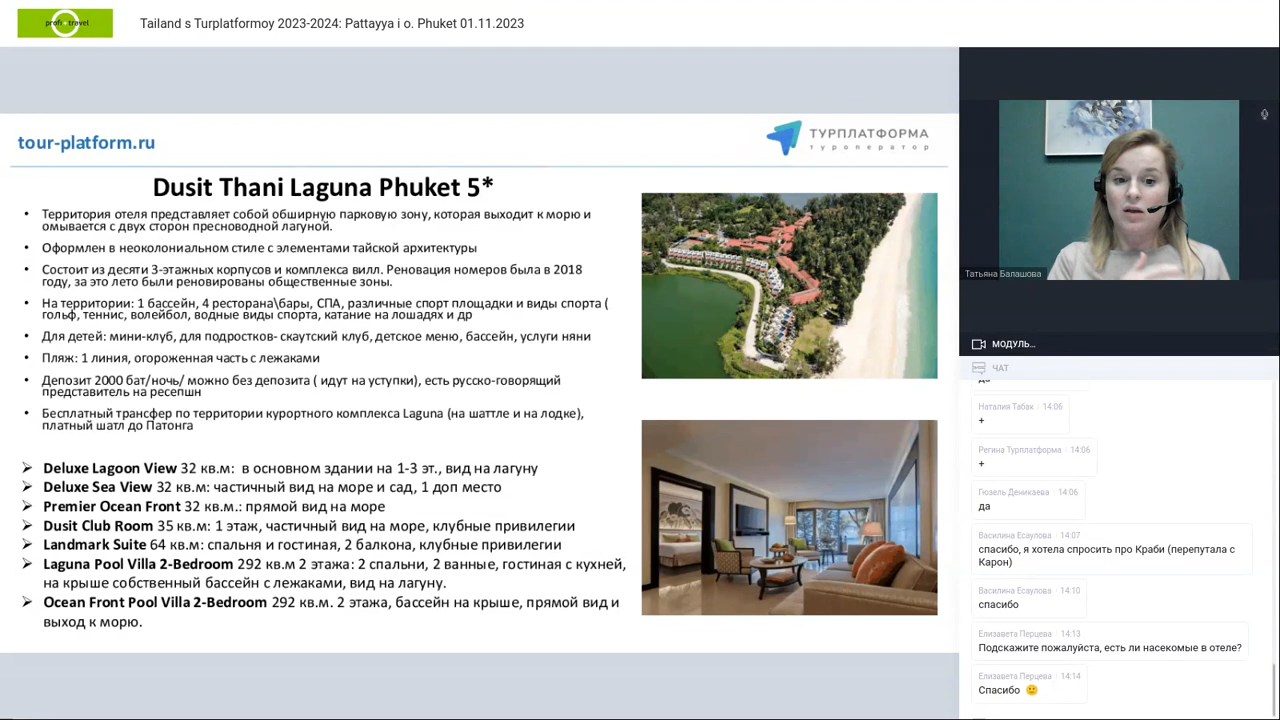 profi travel
Tailand s Turplatformoy 2023-2024: Pattayya i o. Phuket 01.11.2023
tour-platform.ru
ТУРПЛАТФОРМА
туроператор
Dusit Thani Laguna Phuket 5*
• Территория отеля представляет собой обширную парковую зону, которая выходит к морю и
омывается с двух сторон пресноводной лагуной.
• Оформлен в неоколониальном стиле с элементами тайской архитектуры
• Состоит из десяти 3-этажных корпусов и комплекса вилл. Реновация номеров была в 2018
году, за это лето были реновированы общественные зоны.
• На территории: 1 бассейн, 4 ресторана\бары, СПА, различные спорт площадки и виды спорта (
гольф, теннис, волейбол, водные виды спорта, катание на лошадях и др
• Для детей: мини-клуб, для подростков- скаутский клуб, детское меню, бассейн, услуги няни
• Пляж: 1 линия, огороженная часть с лежаками
• Депозит 2000 бат/ночь/ можно без депозита ( идут на уступки), есть русско-говорящий
представитель на ресепшн
• Бесплатный трансфер по территории курортного комплекса Laguna (на шаттле и на лодке),
платный шатл до Патонга
➢ Deluxe Lagoon View 32 кв.м: в основном здании на 1-3 эт., вид на лагуну
➢ Deluxe Sea View 32 кв.м: частичный вид на море и сад, 1 доп место
➢ Premier Ocean Front 32 кв.м.: прямой вид на море
➢ Dusit Club Room 35 кв.м: 1 этаж, частичный вид на море, клубные привилегии
➢ Landmark Suite 64 кв.м: спальня и гостиная, 2 балкона, клубные привилегии
➢ Laguna Pool Villa 2-Bedroom 292 кв.м 2 этажа: 2 спальни, 2 ванные, гостиная с кухней,
на крыше собственный бассейн с лежаками, вид на лагуну.
➢ Ocean Front Pool Villa 2-Bedroom 292 кв.м. 2 этажа, бассейн на крыше, прямой вид и
выход к морю.
Татьяна Балашова
МОДУЛЬ...
ЧАТ
да
Наталия Табак 14:06
+
Регина Турплатформа 14:06
+
Гюзель Деникаева 14:06
да
Василина Есаулова 14:07
спасибо, я хотела спросить про Краби (перепутала с
Карон)
Василина Есаулова 14:10
спасибо
Елизавета Перцева 14:13
Подскажите пожалуйста, есть ли насекомые в отеле?
Елизавета Перцева 14:14
Спасибо 🙂